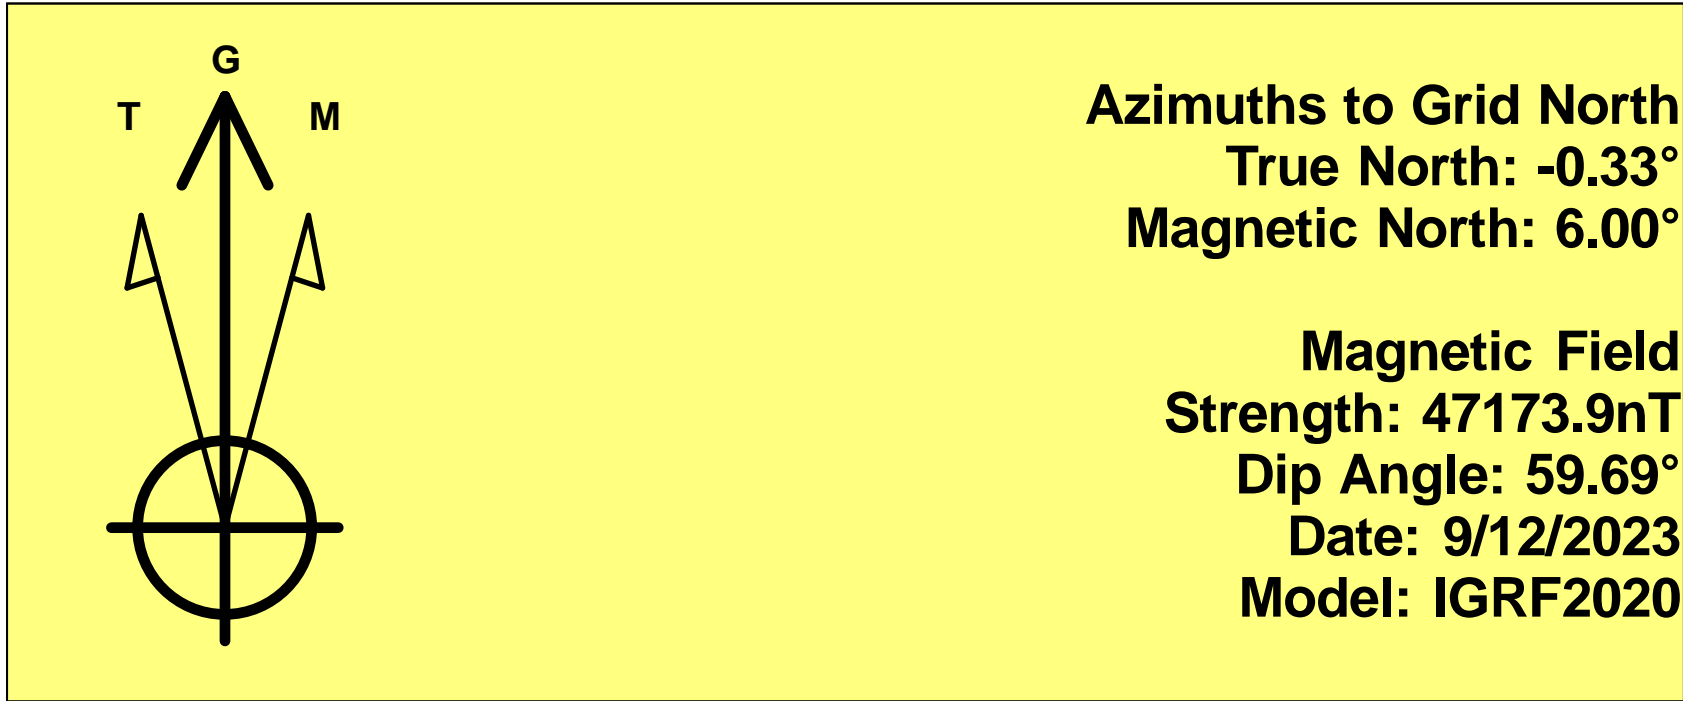 G
T M
Azimuths to Grid North
True North: -0.33°
Magnetic North: 6.00°
Magnetic Field
Strength: 47173.9nT
Dip Angle: 59.69°
Date: 9/12/2023
Model: IGRF2020